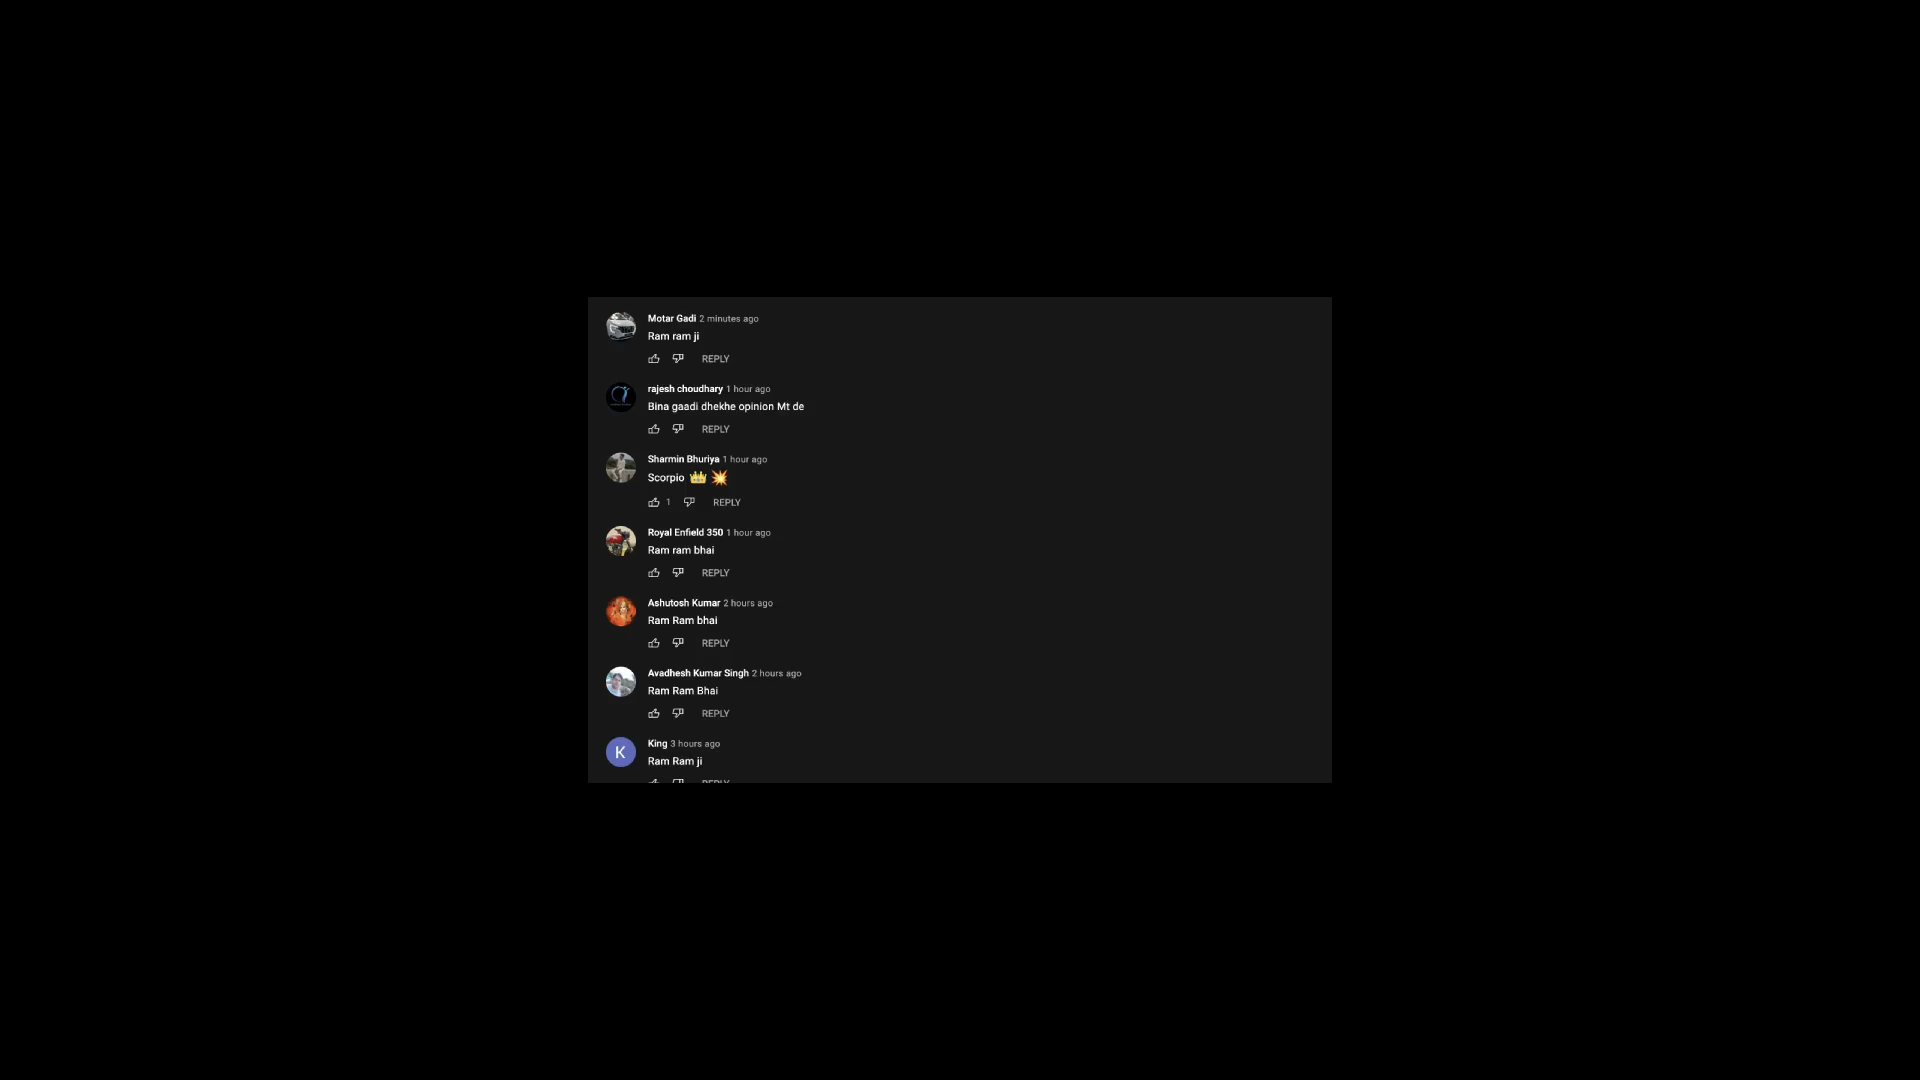 Motar Gadi 2 minutes ago
Ram ram ji
REPLY
rajesh choudhary 1 hour ago
Bina gaadi dhekhe opinion Mt de
REPLY
Sharmin Bhuriya 1 hour ago
Scorpio 👑 💥
1 REPLY
Royal Enfield 350 1 hour ago
Ram ram bhai
REPLY
Ashutosh Kumar 2 hours ago
Ram Ram bhai
REPLY
Avadhesh Kumar Singh 2 hours ago
Ram Ram Bhai
REPLY
K
King 3 hours ago
Ram Ram ji
REPLY